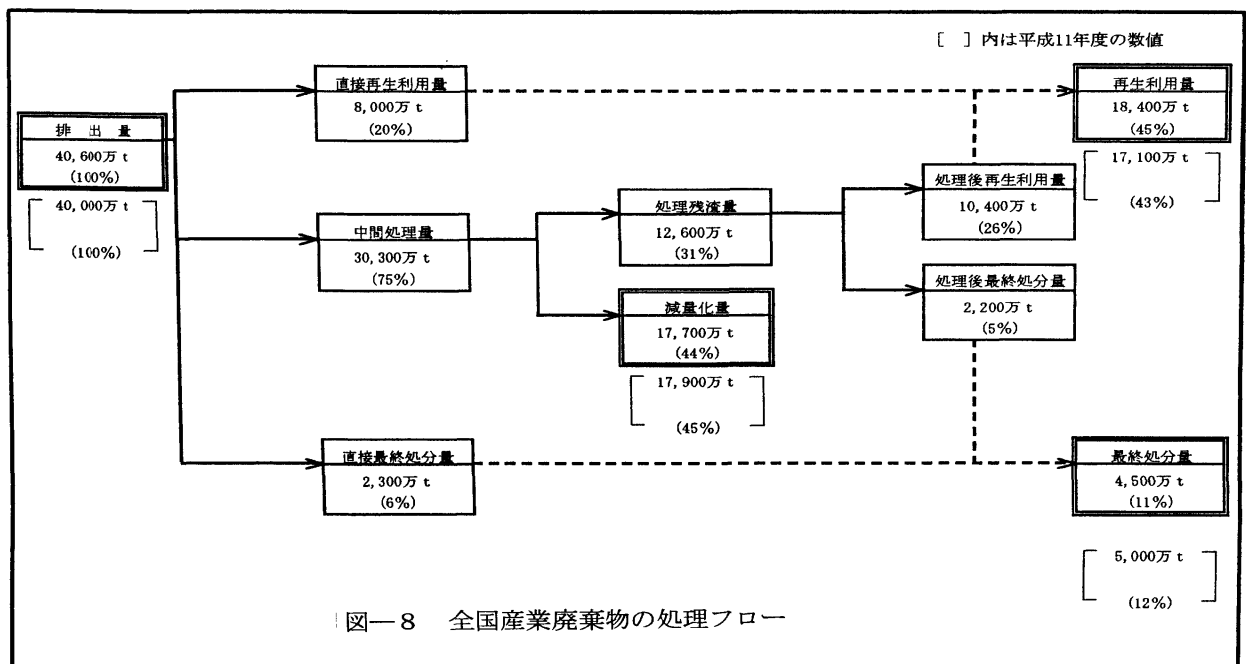 [ ] 内は平成11年度の数値
排 出 量
40,600万 t
(100%)
40,000万 t
(100%)
直接再生利用量
8,000万 t
(20%)
中間処理量
30,300万 t
(75%)
直接最終処分量
2,300万 t
(6%)
処理残渣量
12,600万 t
(31%)
減量化量
17,700万 t
(44%)
17,900万 t
(45%)
処理後再生利用量
10,400万 t
(26%)
処理後最終処分量
2,200万 t
(5%)
再生利用量
18,400万 t
(45%)
17,100万 t
(43%)
最終処分量
4,500万 t
(11%)
5,000万 t
(12%)
図―8 全国産業廃棄物の処理フロー